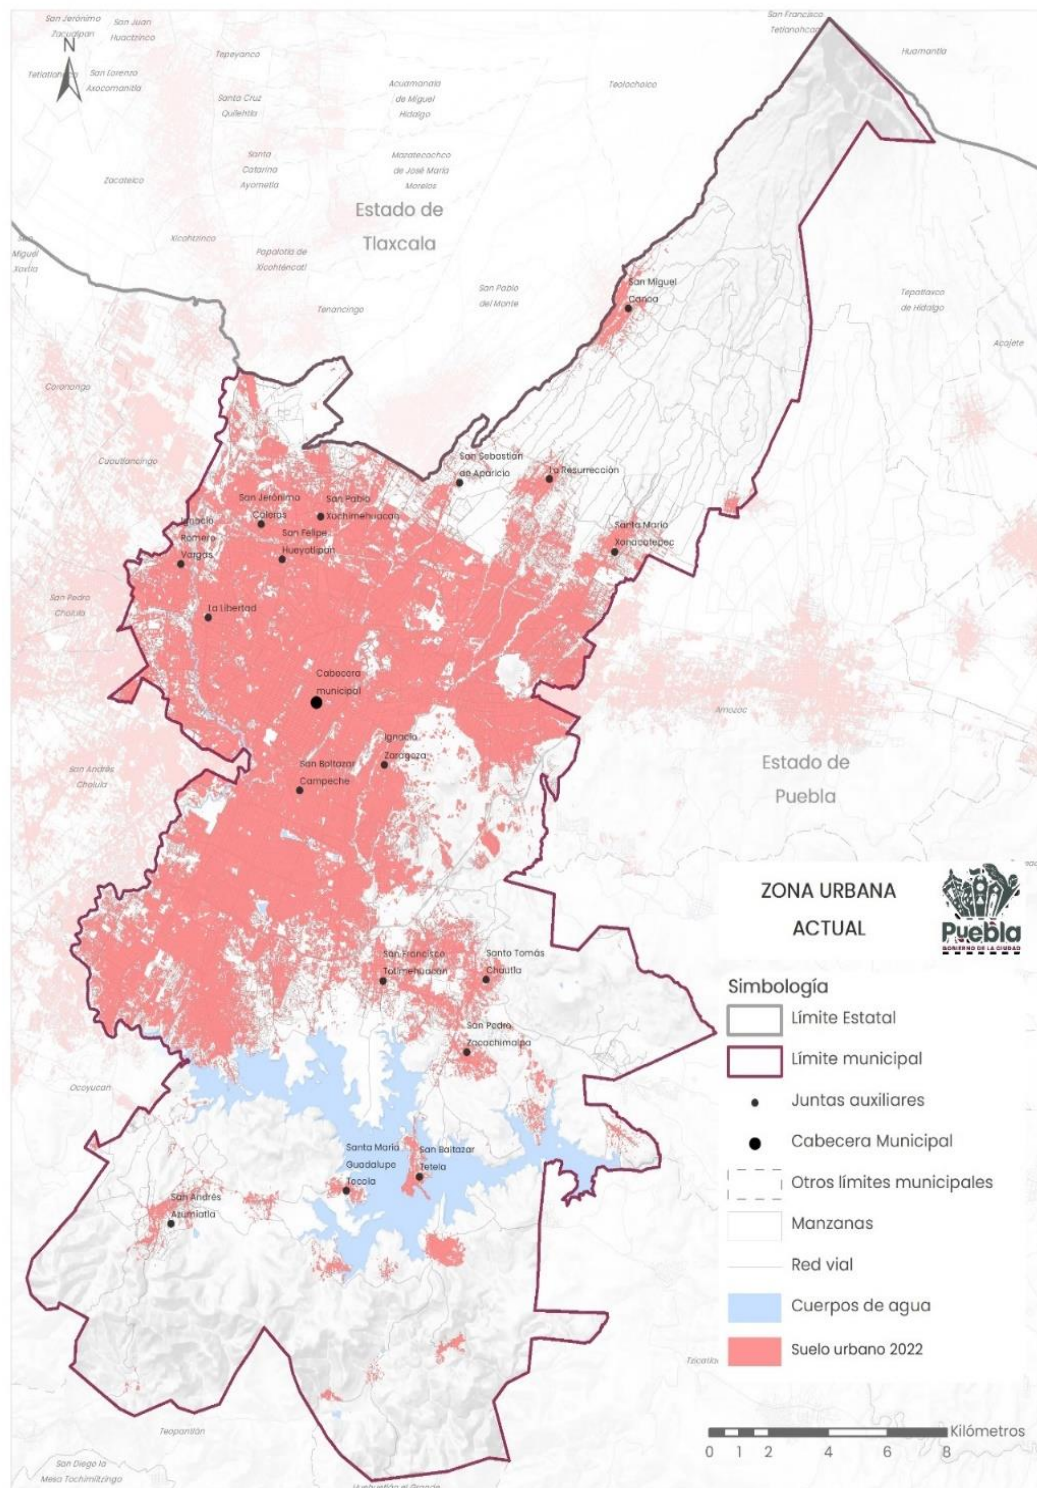 San Jerónimo
Zacualpan
San Juan
Huactzinco
San Francisco
Tetlanohcan
Huamantla
N
Tepeyanco
San Lorenzo
Axocomanitla
Acuamanala
de Miguel
Hidalgo
Teolocholco
Santa Cruz
Quilehtla
Santa
Catarina
Ayometla
Mazatecochco
de José María
Morelos
Zacatelco
Estado de
Tlaxcala
Xicohtzinco
Papalotla de
Xicohténcatl
Miguel
Xoxtla
Tenancingo
San Pablo
del Monte
San Miguel
Canoa
Tepatlaxco
de Hidalgo
Acajete
Coronango
Cuautlancingo
San Sebastián
de Aparicio
La Resurrección
San Jerónimo
Caleras
San Pablo
Xochimehuacan
Ignacio
Romero
Vargas
San Felipe
Hueyotlipan
Santa María
Xonacatepec
San Pedro
Cholula
La Libertad
Cabecera
municipal
Amozoc
Ignacio
Zaragoza
San Andrés
Cholula
San Baltazar
Campeche
Estado de
Puebla
ZONA URBANA
ACTUAL
Puebla
GOBIERNO DE LA CIUDAD
San Francisco
Totimehuacan
Santo Tomás
Chautla
San Pedro
Zacachimalpa
Ocoyucan
Santa María
Guadalupe
Tecola
San Baltazar
Tetela
San Andrés
Azumiatla
Simbología
Límite Estatal
Límite municipal
Juntas auxiliares
Cabecera Municipal
Otros límites municipales
Manzanas
Red vial
Cuerpos de agua
Suelo urbano 2022
Teopantlán
San Diego la
Mesa Tochimiltzingo
Kilómetros
0 1 2 4 6 8